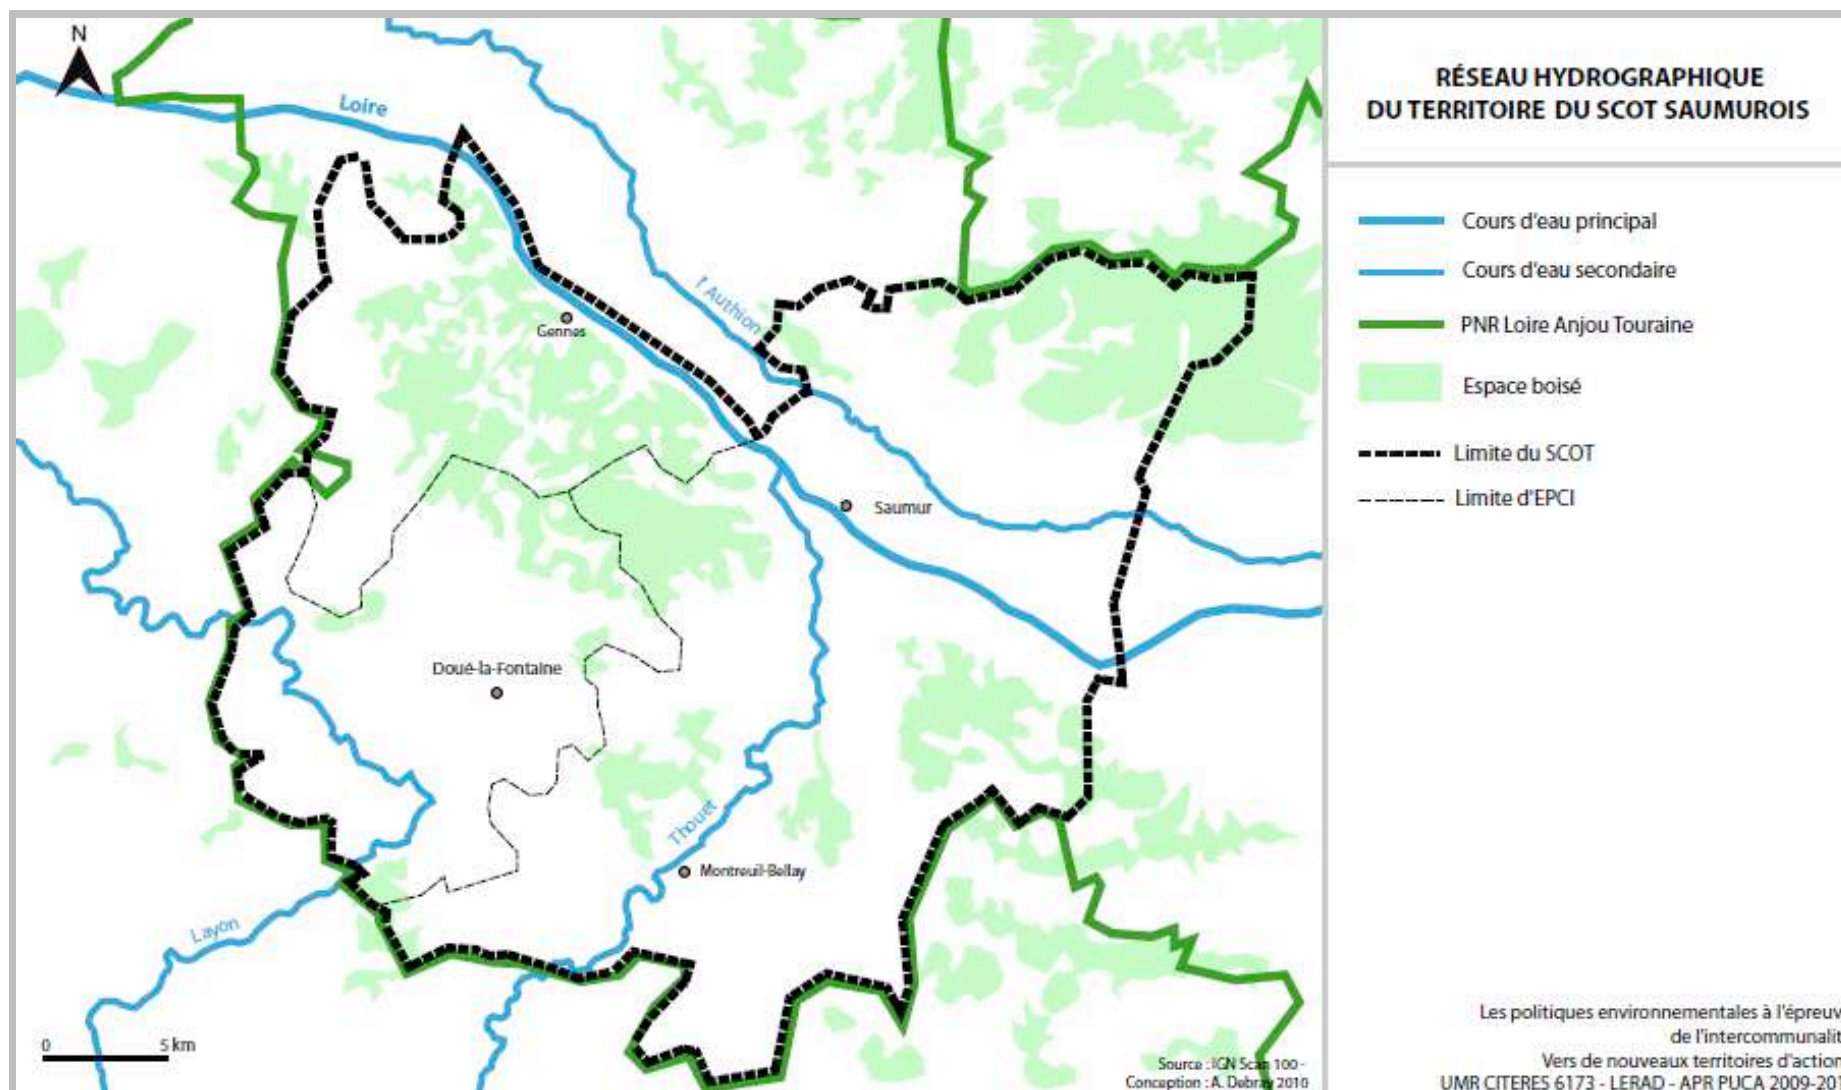 N
Loire
l'Authion
Gennes
Saumur
Doué-la-Fontaine
Thouet
Montreuil-Bellay
Layon
0 5 km
Source : IGN Scan 100 -
Conception : A. Debray 2010
RÉSEAU HYDROGRAPHIQUE
DU TERRITOIRE DU SCOT SAUMUROIS
Cours d'eau principal
Cours d'eau secondaire
PNR Loire Anjou Touraine
Espace boisé
Limite du SCOT
Limite d'EPCI
Les politiques environnementales à l'épreuv
de l'intercommunalit
Vers de nouveaux territoires d'action
UMR CITERES 6173 - LERAD - APR PUCA 2009-201